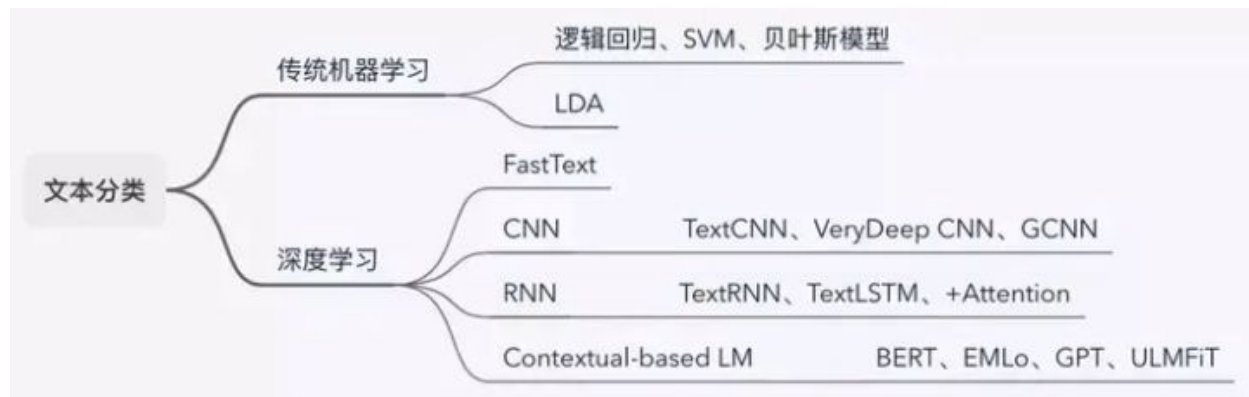 文本分类
传统机器学习
逻辑回归、SVM、贝叶斯模型
LDA
深度学习
FastText
CNN TextCNN、VeryDeep CNN、GCNN
RNN TextRNN、TextLSTM、+Attention
Contextual-based LM BERT、EMLo、GPT、ULMFiT